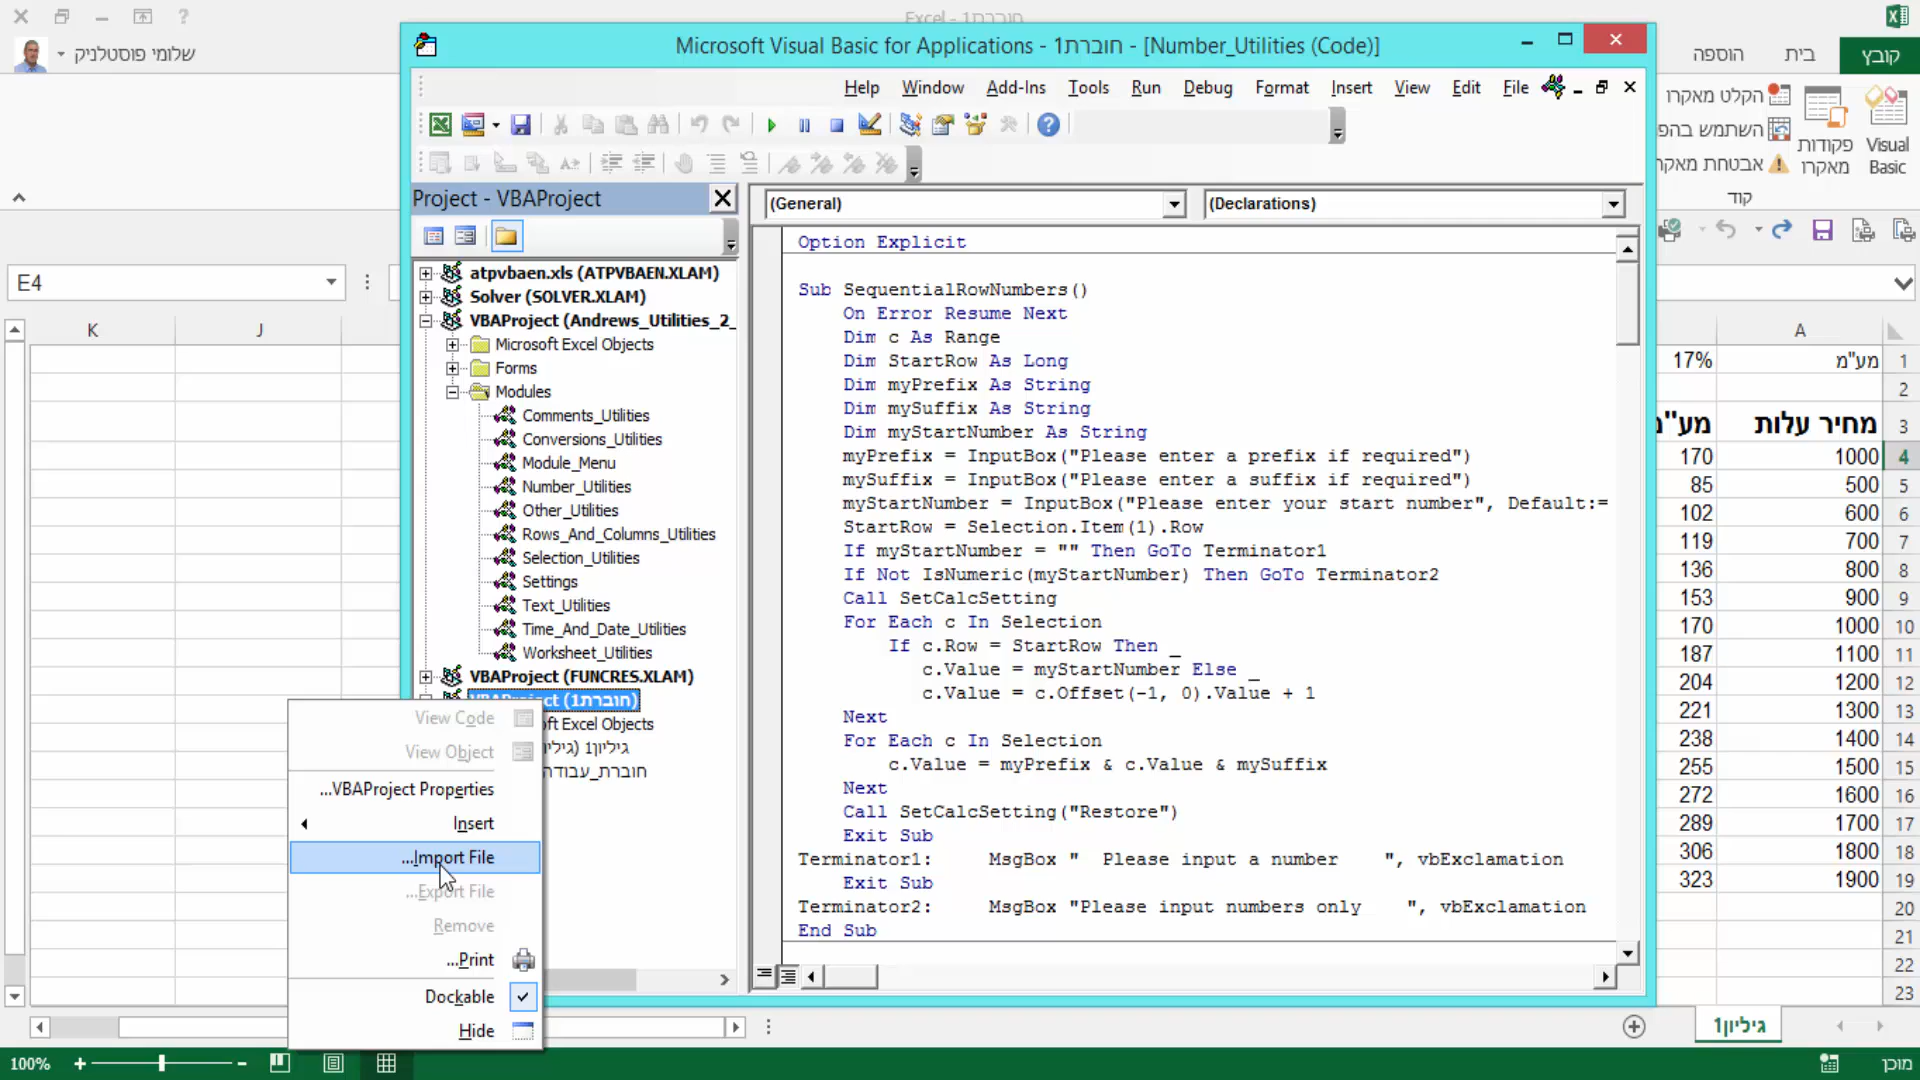 Excel - חוברת1
שלומי פוסטלניק
קובץ
בית
הוספה
הקלט מאקרו
אבטחת מאקר
פקודות
מאקרו
Visual
Basic
קוד
E4
Microsoft Visual Basic for Applications - חוברת1 - [Number_Utilities (Code)]
File Edit View Insert Format Debug Run Tools Add-Ins Window Help
Project - VBAProject
atpvbaen.xls (ATPVBAEN.XLAM)
Solver (SOLVER.XLAM)
VBAProject (Andrews_Utilities_2_
Microsoft Excel Objects
Forms
Modules
Comments_Utilities
Conversions_Utilities
Module_Menu
Number_Utilities
Other_Utilities
Rows_And_Columns_Utilities
Selection_Utilities
Settings
Text_Utilities
Time_And_Date_Utilities
Worksheet_Utilities
VBAProject (FUNCRES.XLAM)
(חוברת1)
Excel Objects
גיליון1
חוברת_עבודה
View Code
View Object
VBAProject Properties...
Insert
Import File...
Export File...
Remove
Print...
Dockable
Hide
(General)
(Declarations)
Option Explicit
Sub SequentialRowNumbers()
On Error Resume Next
Dim c As Range
Dim StartRow As Long
Dim myPrefix As String
Dim mySuffix As String
Dim myStartNumber As String
myPrefix = InputBox("Please enter a prefix if required")
mySuffix = InputBox("Please enter a suffix if required")
myStartNumber = InputBox("Please enter your start number", Default:=
StartRow = Selection.Item(1).Row
If myStartNumber = "" Then GoTo Terminator1
If Not IsNumeric(myStartNumber) Then GoTo Terminator2
Call SetCalcSetting
For Each c In Selection
If c.Row = StartRow Then _
c.Value = myStartNumber Else _
c.Value = c.Offset(-1, 0).Value + 1
Next
For Each c In Selection
c.Value = myPrefix & c.Value & mySuffix
Next
Call SetCalcSetting("Restore")
Exit Sub
Terminator1: MsgBox " Please input a number ", vbExclamation
Exit Sub
Terminator2: MsgBox "Please input numbers only ", vbExclamation
End Sub
A J K
1 מע"מ 17%
2
3 מחיר עלות מע"מ
4 1000 170
5 500 85
6 600 102
7 700 119
8 800 136
9 900 153
10 1000 170
11 1100 187
12 1200 204
13 1300 221
14 1400 238
15 1500 255
16 1600 272
17 1700 289
18 1800 306
19 1900 323
20
21
22
23
גיליון1
מוכן
100%